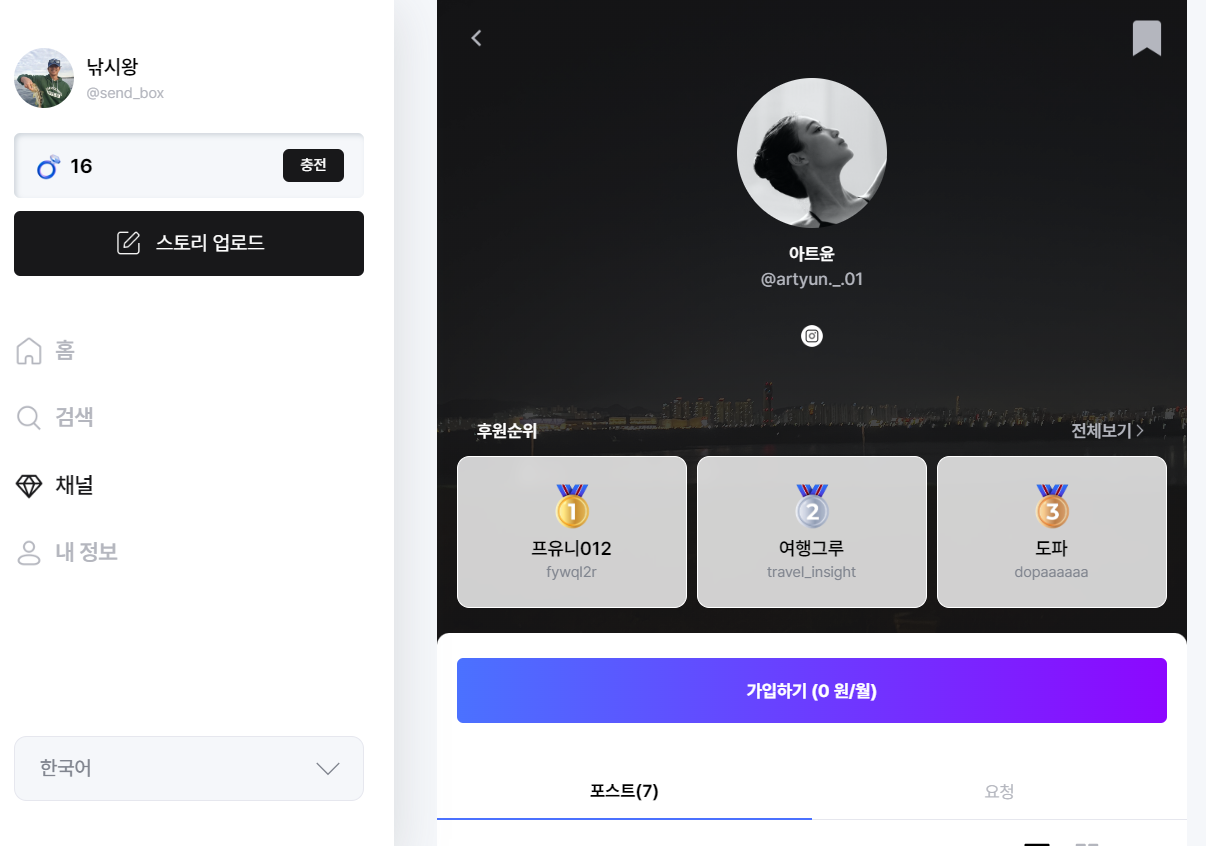 낚시왕
@send_box
16
충전
스토리 업로드
홈
검색
채널
내 정보
한국어
아트윤
@artyun._.01
후원순위
전체보기
1
프유니012
fywql2r
2
여행그루
travel_insight
3
도파
dopaaaaaa
가입하기 (0 원/월)
포스트(7)
요청